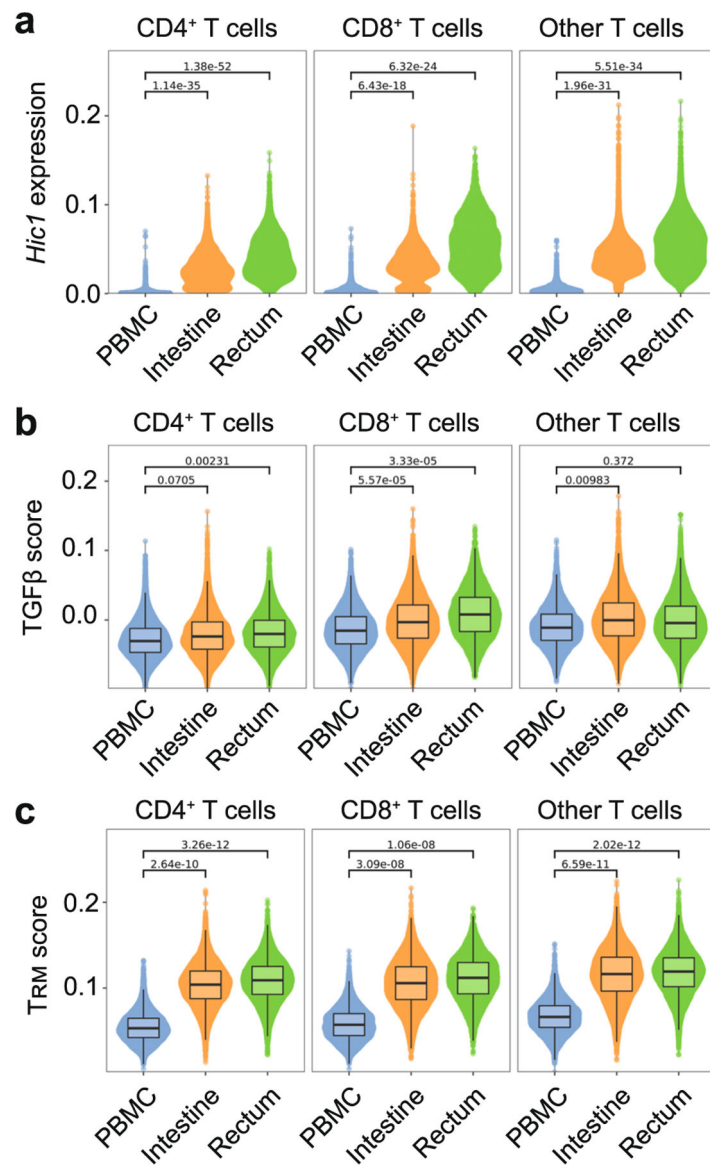 a
CD4⁺ T cells CD8⁺ T cells Other T cells
1.38e-52 6.32e-24 5.51e-34
1.14e-35 6.43e-18 1.96e-31
Hic1 expression
0.2
0.1
0.0
PBMC Intestine Rectum PBMC Intestine Rectum PBMC Intestine Rectum
b
CD4⁺ T cells CD8⁺ T cells Other T cells
0.00231 3.33e-05 0.372
0.0705 5.57e-05 0.00983
TGFβ score
0.2
0.1
0.0
PBMC Intestine Rectum PBMC Intestine Rectum PBMC Intestine Rectum
c
CD4⁺ T cells CD8⁺ T cells Other T cells
3.26e-12 1.06e-08 2.02e-12
2.64e-10 3.09e-08 6.59e-11
TRM score
0.2
0.1
PBMC Intestine Rectum PBMC Intestine Rectum PBMC Intestine Rectum